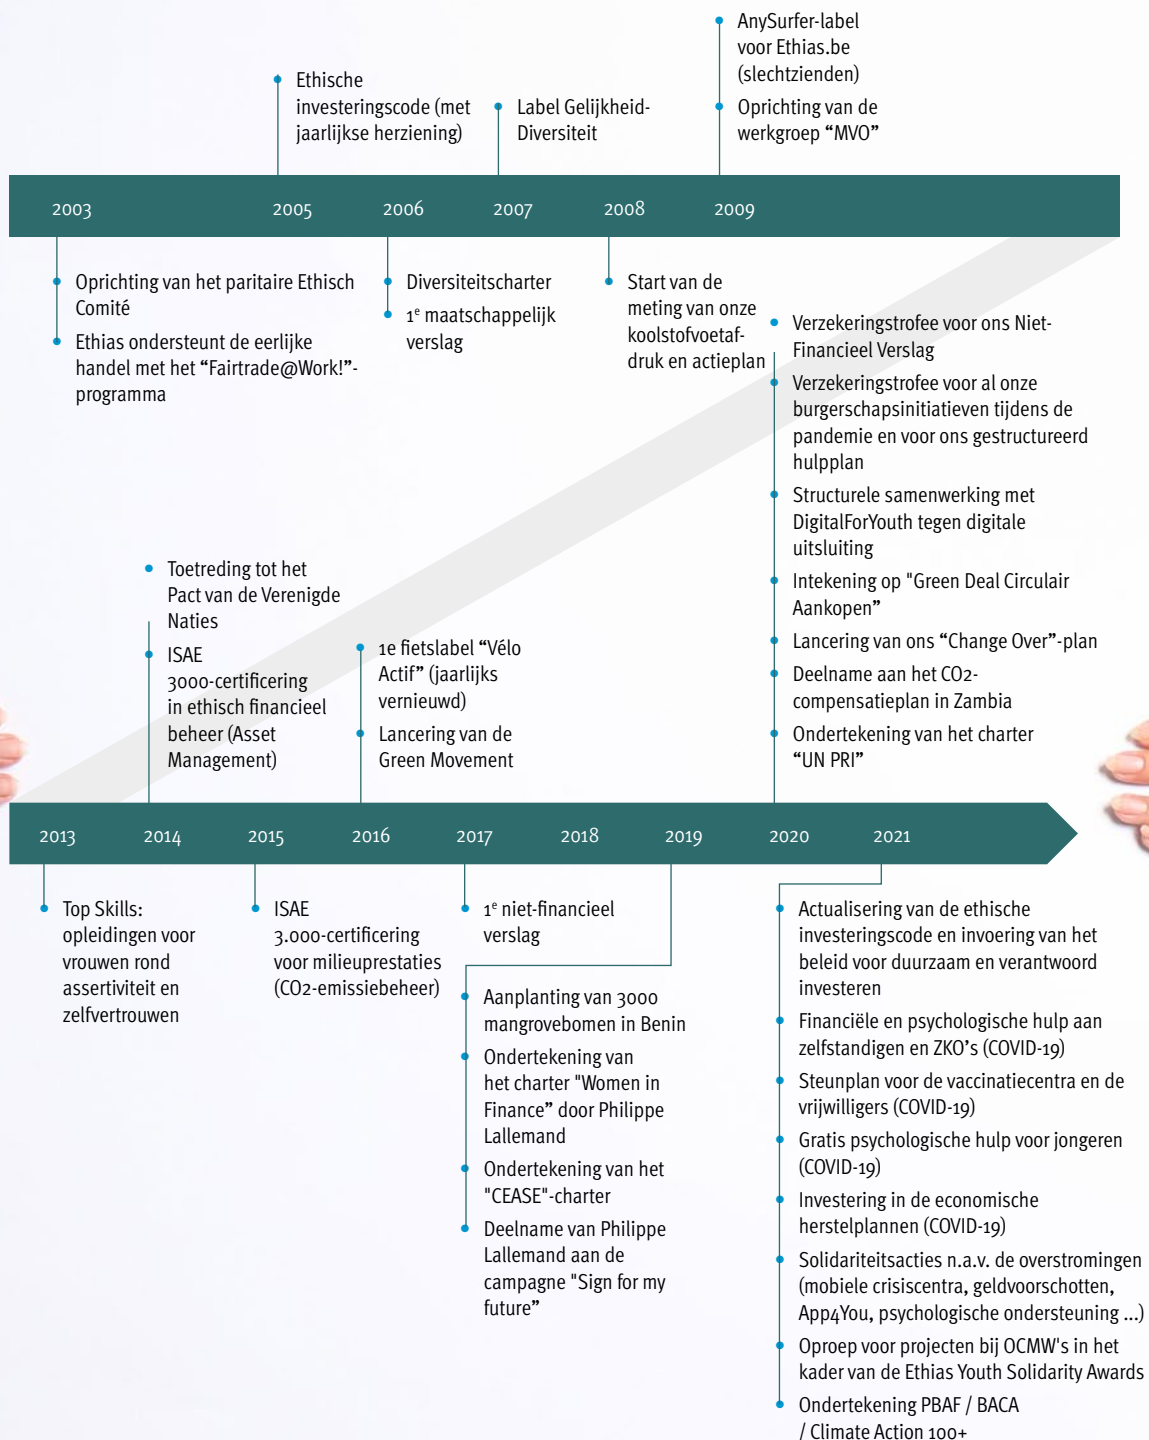 AnySurfer-label
voor Ethias.be
(slechtzienden)
Oprichting van de
werkgroep “MVO”
Ethische
investeringscode (met
jaarlijkse herziening)
Label Gelijkheid-
Diversiteit
2003 2005 2006 2007 2008 2009
Oprichting van het paritaire Ethisch
Comité
Ethias ondersteunt de eerlijke
handel met het “Fairtrade@Work!”-
programma
Diversiteitscharter
1e maatschappelijk
verslag
Start van de
meting van onze
koolstofvoetaf-
druk en actieplan
Toetreding tot het
Pact van de Verenigde
Naties
ISAE
3000-certificering
in ethisch financieel
beheer (Asset
Management)
1e fietslabel “Vélo
Actif” (jaarlijks
vernieuwd)
Lancering van de
Green Movement
Verzekeringstrofee voor ons Niet-
Financieel Verslag
Verzekeringstrofee voor al onze
burgerschapsinitiatieven tijdens de
pandemie en voor ons gestructureerd
hulpplan
Structurele samenwerking met
DigitalForYouth tegen digitale
uitsluiting
Intekening op "Green Deal Circulair
Aankopen”
Lancering van ons “Change Over”-plan
Deelname aan het CO2-
compensatieplan in Zambia
Ondertekening van het charter
“UN PRI”
2013 2014 2015 2016 2017 2018 2019 2020 2021
Top Skills:
opleidingen voor
vrouwen rond
assertiviteit en
zelfvertrouwen
ISAE
3.000-certificering
voor milieuprestaties
(CO2-emissiebeheer)
1e niet-financieel
verslag
Aanplanting van 3000
mangrovebomen in Benin
Ondertekening van
het charter "Women in
Finance” door Philippe
Lallemand
Ondertekening van het
"CEASE"-charter
Deelname van Philippe
Lallemand aan de
campagne "Sign for my
future”
Actualisering van de ethische
investeringscode en invoering van het
beleid voor duurzaam en verantwoord
investeren
Financiële en psychologische hulp aan
zelfstandigen en ZKO’s (COVID-19)
Steunplan voor de vaccinatiecentra en de
vrijwilligers (COVID-19)
Gratis psychologische hulp voor jongeren
(COVID-19)
Investering in de economische
herstelplannen (COVID-19)
Solidariteitsacties n.a.v. de overstromingen
(mobiele crisiscentra, geldvoorschotten,
App4You, psychologische ondersteuning ...)
Oproep voor projecten bij OCMW's in het
kader van de Ethias Youth Solidarity Awards
Ondertekening PBAF / BACA
/ Climate Action 100+